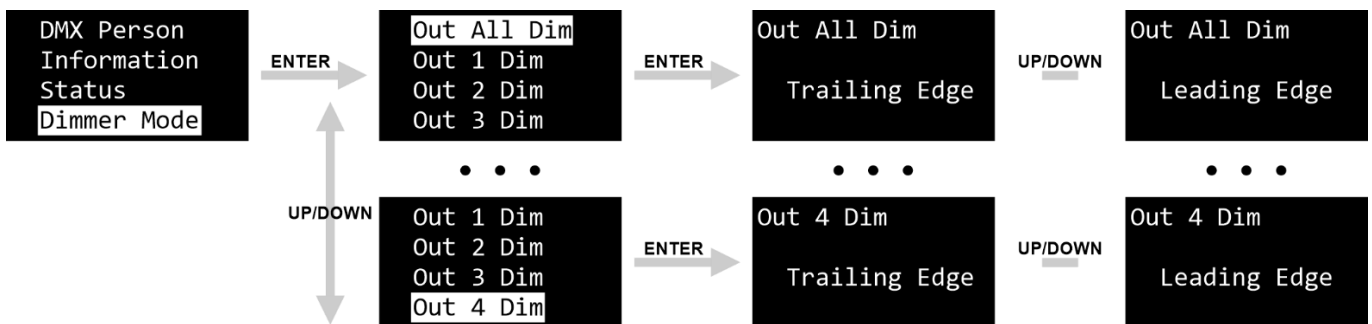 DMX Person
Information
Status
Dimmer Mode
ENTER
Out All Dim
Out 1 Dim
Out 2 Dim
Out 3 Dim
ENTER
Out All Dim
Trailing Edge
UP/DOWN
Out All Dim
Leading Edge
• • •
• • •
• • •
UP/DOWN
Out 1 Dim
Out 2 Dim
Out 3 Dim
Out 4 Dim
ENTER
Out 4 Dim
Trailing Edge
UP/DOWN
Out 4 Dim
Leading Edge